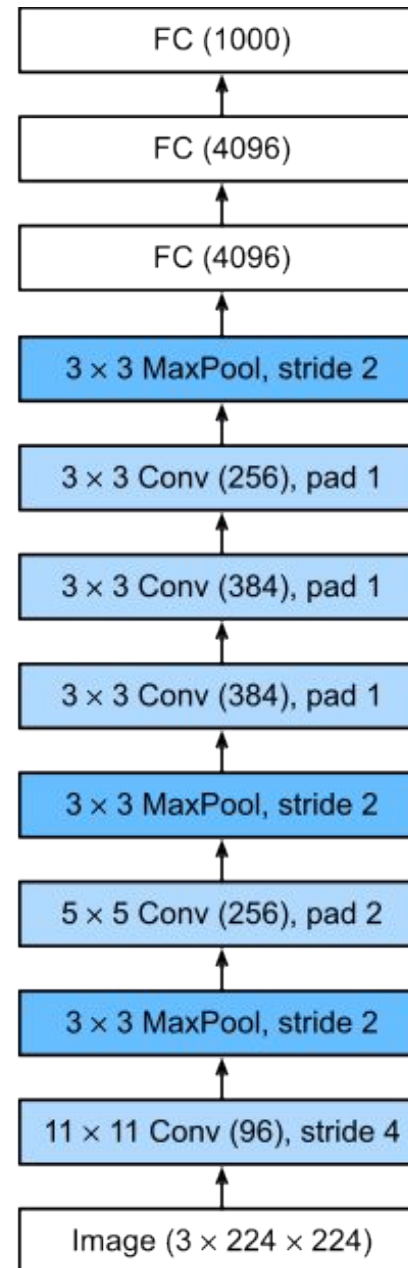 FC (1000)
FC (4096)
FC (4096)
3 × 3 MaxPool, stride 2
3 × 3 Conv (256), pad 1
3 × 3 Conv (384), pad 1
3 × 3 Conv (384), pad 1
3 × 3 MaxPool, stride 2
5 × 5 Conv (256), pad 2
3 × 3 MaxPool, stride 2
11 × 11 Conv (96), stride 4
Image (3 × 224 × 224)